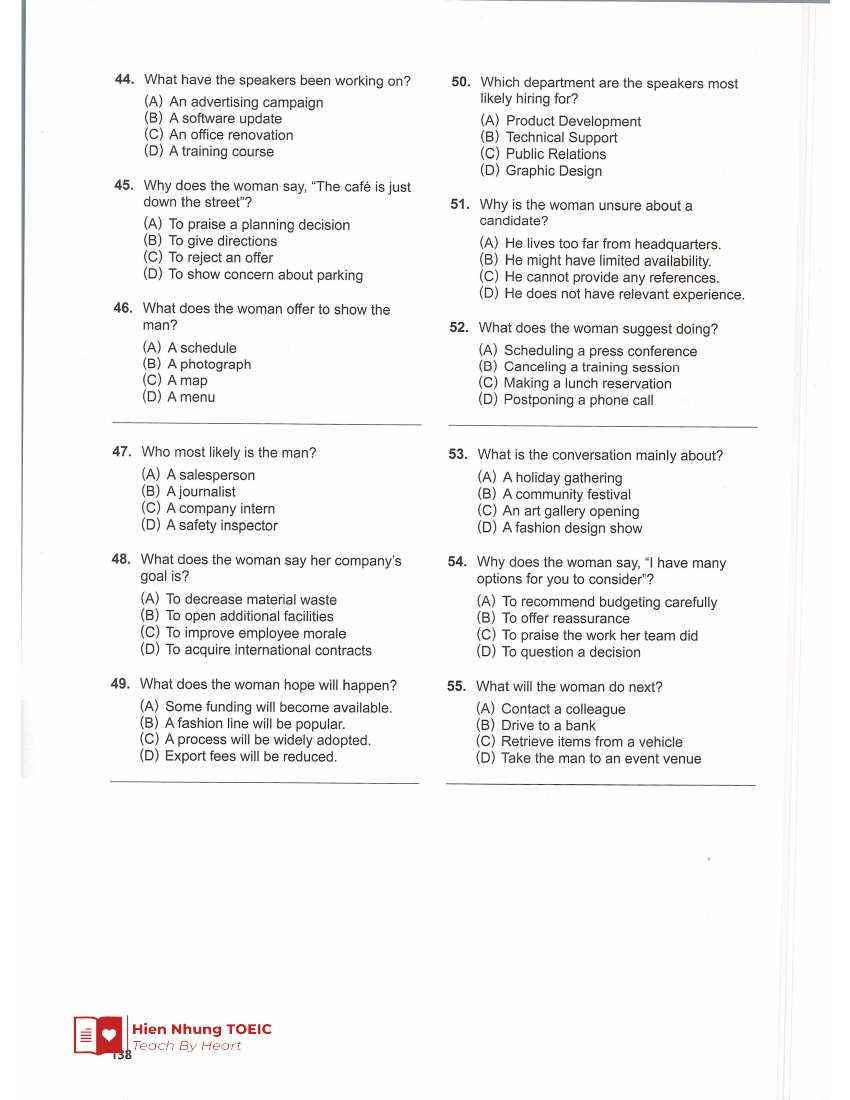 44. What have the speakers been working on?
(A) An advertising campaign
(B) A software update
(C) An office renovation
(D) A training course
45. Why does the woman say, "The café is just
down the street"?
(A) To praise a planning decision
(B) To give directions
(C) To reject an offer
(D) To show concern about parking
46. What does the woman offer to show the
man?
(A) A schedule
(B) A photograph
(C) A map
(D) A menu
47. Who most likely is the man?
(A) A salesperson
(B) A journalist
(C) A company intern
(D) A safety inspector
48. What does the woman say her company's
goal is?
(A) To decrease material waste
(B) To open additional facilities
(C) To improve employee morale
(D) To acquire international contracts
49. What does the woman hope will happen?
(A) Some funding will become available.
(B) A fashion line will be popular.
(C) A process will be widely adopted.
(D) Export fees will be reduced.
50. Which department are the speakers most
likely hiring for?
(A) Product Development
(B) Technical Support
(C) Public Relations
(D) Graphic Design
51. Why is the woman unsure about a
candidate?
(A) He lives too far from headquarters.
(B) He might have limited availability.
(C) He cannot provide any references.
(D) He does not have relevant experience.
52. What does the woman suggest doing?
(A) Scheduling a press conference
(B) Canceling a training session
(C) Making a lunch reservation
(D) Postponing a phone call
53. What is the conversation mainly about?
(A) A holiday gathering
(B) A community festival
(C) An art gallery opening
(D) A fashion design show
54. Why does the woman say, "I have many
options for you to consider"?
(A) To recommend budgeting carefully
(B) To offer reassurance
(C) To praise the work her team did
(D) To question a decision
55. What will the woman do next?
(A) Contact a colleague
(B) Drive to a bank
(C) Retrieve items from a vehicle
(D) Take the man to an event venue
Hien Nhung TOEIC
Teach By Heart
138